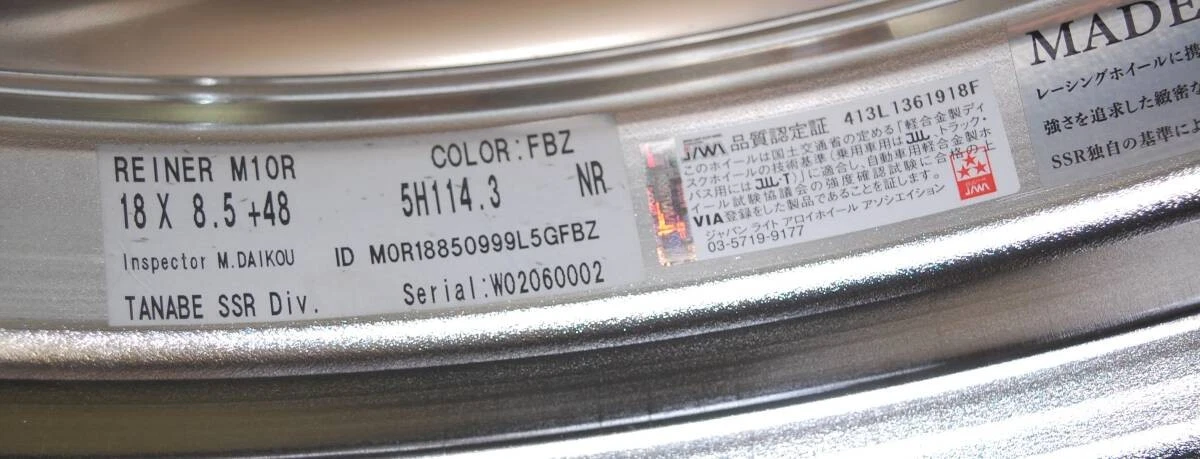 REINER M10R
COLOR:FBZ
18 X 8.5 +48
5H114.3
NR
Inspector M.DAIKOU
ID M0R18850999L5GFBZ
TANABE SSR Div.
Serial:W02060002
JAWA 品質認定証 413L1361918F
このホイールは国土交通省の定める「軽合金製ディ
スクホイールの技術基準（乗用車用はJWL、トラック・
バス用にはJWL-T）」に適合し、自動車用軽合金製ホ
イール試験協議会の強度確認試験に合格の上
VIA登録をした製品であることを証します。
ジャパン ライト アロイホイール アソシエイション
03-5719-9177
JAWA
MADE
レーシングホイールに携
強さを追求した緻密な
SSR独自の基準に